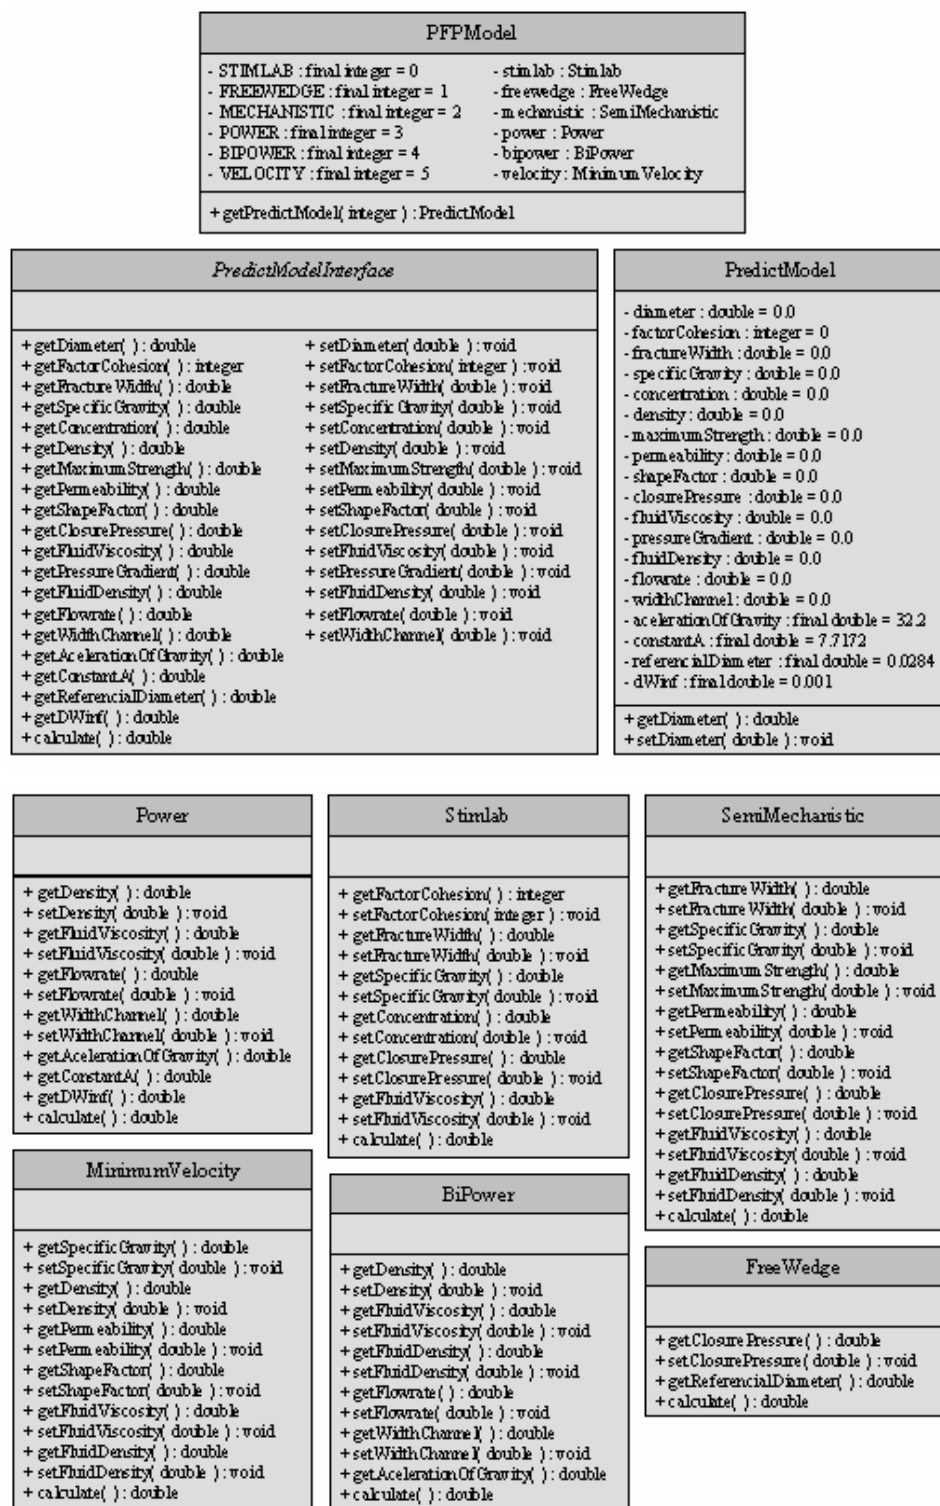 PFPModel
- STIMLAB : final integer = 0
- FREEWEDGE : final integer = 1
- MECHANISTIC : final integer = 2
- POWER : final integer = 3
- BIPOWER : final integer = 4
- VELOCITY : final integer = 5
- stimlab : Stimlab
- freewedge : FreeWedge
- mechanistic : SemiMechanistic
- power : Power
- bipower : BiPower
- velocity : MinimumVelocity
+ getPredictModel( integer ) : PredictModel
PredictModelInterface
+ getDiameter( ) : double
+ getFactorCohesion( ) : integer
+ getFractureWidth( ) : double
+ getSpecificGravity( ) : double
+ getConcentration( ) : double
+ getDensity( ) : double
+ getMaximumStrength( ) : double
+ getPermeability( ) : double
+ getShapeFactor( ) : double
+ getClosurePressure( ) : double
+ getFluidViscosity( ) : double
+ getPressureGradient( ) : double
+ getFluidDensity( ) : double
+ getFlowrate( ) : double
+ getWidthChannel( ) : double
+ getAcelerationOfGravity( ) : double
+ getConstantA( ) : double
+ getReferencialDiameter( ) : double
+ getDWinf( ) : double
+ calculate( ) : double
+ setDiameter( double ) : void
+ setFactorCohesion( integer ) : void
+ setFractureWidth( double ) : void
+ setSpecificGravity( double ) : void
+ setConcentration( double ) : void
+ setDensity( double ) : void
+ setMaximumStrength( double ) : void
+ setPermeability( double ) : void
+ setShapeFactor( double ) : void
+ setClosurePressure( double ) : void
+ setFluidViscosity( double ) : void
+ setPressureGradient( double ) : void
+ setFluidDensity( double ) : void
+ setFlowrate( double ) : void
+ setWidthChannel( double ) : void
PredictModel
- diameter : double = 0.0
- factorCohesion : integer = 0
- fractureWidth : double = 0.0
- specificGravity : double = 0.0
- concentration : double = 0.0
- density : double = 0.0
- maximumStrength : double = 0.0
- permeability : double = 0.0
- shapeFactor : double = 0.0
- closurePressure : double = 0.0
- fluidViscosity : double = 0.0
- pressureGradient : double = 0.0
- fluidDensity : double = 0.0
- flowrate : double = 0.0
- widthChannel : double = 0.0
- acelerationOfGravity : final double = 32.2
- constantA : final double = 7.7172
- referencialDiameter : final double = 0.0284
- dWinf : final double = 0.001
+ getDiameter( ) : double
+ setDiameter( double ) : void
Power
+ getDensity( ) : double
+ setDensity( double ) : void
+ getFluidViscosity( ) : double
+ setFluidViscosity( double ) : void
+ getFlowrate( ) : double
+ setFlowrate( double ) : void
+ getWidthChannel( ) : double
+ setWidthChannel( double ) : void
+ getAcelerationOfGravity( ) : double
+ getConstantA( ) : double
+ getDWinf( ) : double
+ calculate( ) : double
Stimlab
+ getFactorCohesion( ) : integer
+ setFactorCohesion( integer ) : void
+ getFractureWidth( ) : double
+ setFractureWidth( double ) : void
+ getSpecificGravity( ) : double
+ setSpecificGravity( double ) : void
+ getConcentration( ) : double
+ setConcentration( double ) : void
+ getClosurePressure( ) : double
+ setClosurePressure( double ) : void
+ getFluidViscosity( ) : double
+ setFluidViscosity( double ) : void
+ calculate( ) : double
SemiMechanistic
+ getFractureWidth( ) : double
+ setFractureWidth( double ) : void
+ getSpecificGravity( ) : double
+ setSpecificGravity( double ) : void
+ getMaximumStrength( ) : double
+ setMaximumStrength( double ) : void
+ getPermeability( ) : double
+ setPermeability( double ) : void
+ getShapeFactor( ) : double
+ setShapeFactor( double ) : void
+ getClosurePressure( ) : double
+ setClosurePressure( double ) : void
+ getFluidViscosity( ) : double
+ setFluidViscosity( double ) : void
+ getFluidDensity( ) : double
+ setFluidDensity( double ) : void
+ calculate( ) : double
MinimumVelocity
+ getSpecificGravity( ) : double
+ setSpecificGravity( double ) : void
+ getDensity( ) : double
+ setDensity( double ) : void
+ getPermeability( ) : double
+ setPermeability( double ) : void
+ getShapeFactor( ) : double
+ setShapeFactor( double ) : void
+ getFluidViscosity( ) : double
+ setFluidViscosity( double ) : void
+ getFluidDensity( ) : double
+ setFluidDensity( double ) : void
+ calculate( ) : double
BiPower
+ getDensity( ) : double
+ setDensity( double ) : void
+ getFluidViscosity( ) : double
+ setFluidViscosity( double ) : void
+ getFluidDensity( ) : double
+ setFluidDensity( double ) : void
+ getFlowrate( ) : double
+ setFlowrate( double ) : void
+ getWidthChannel( ) : double
+ setWidthChannel( double ) : void
+ getAcelerationOfGravity( ) : double
+ calculate( ) : double
FreeWedge
+ getClosurePressure( ) : double
+ setClosurePressure( double ) : void
+ getReferencialDiameter( ) : double
+ calculate( ) : double